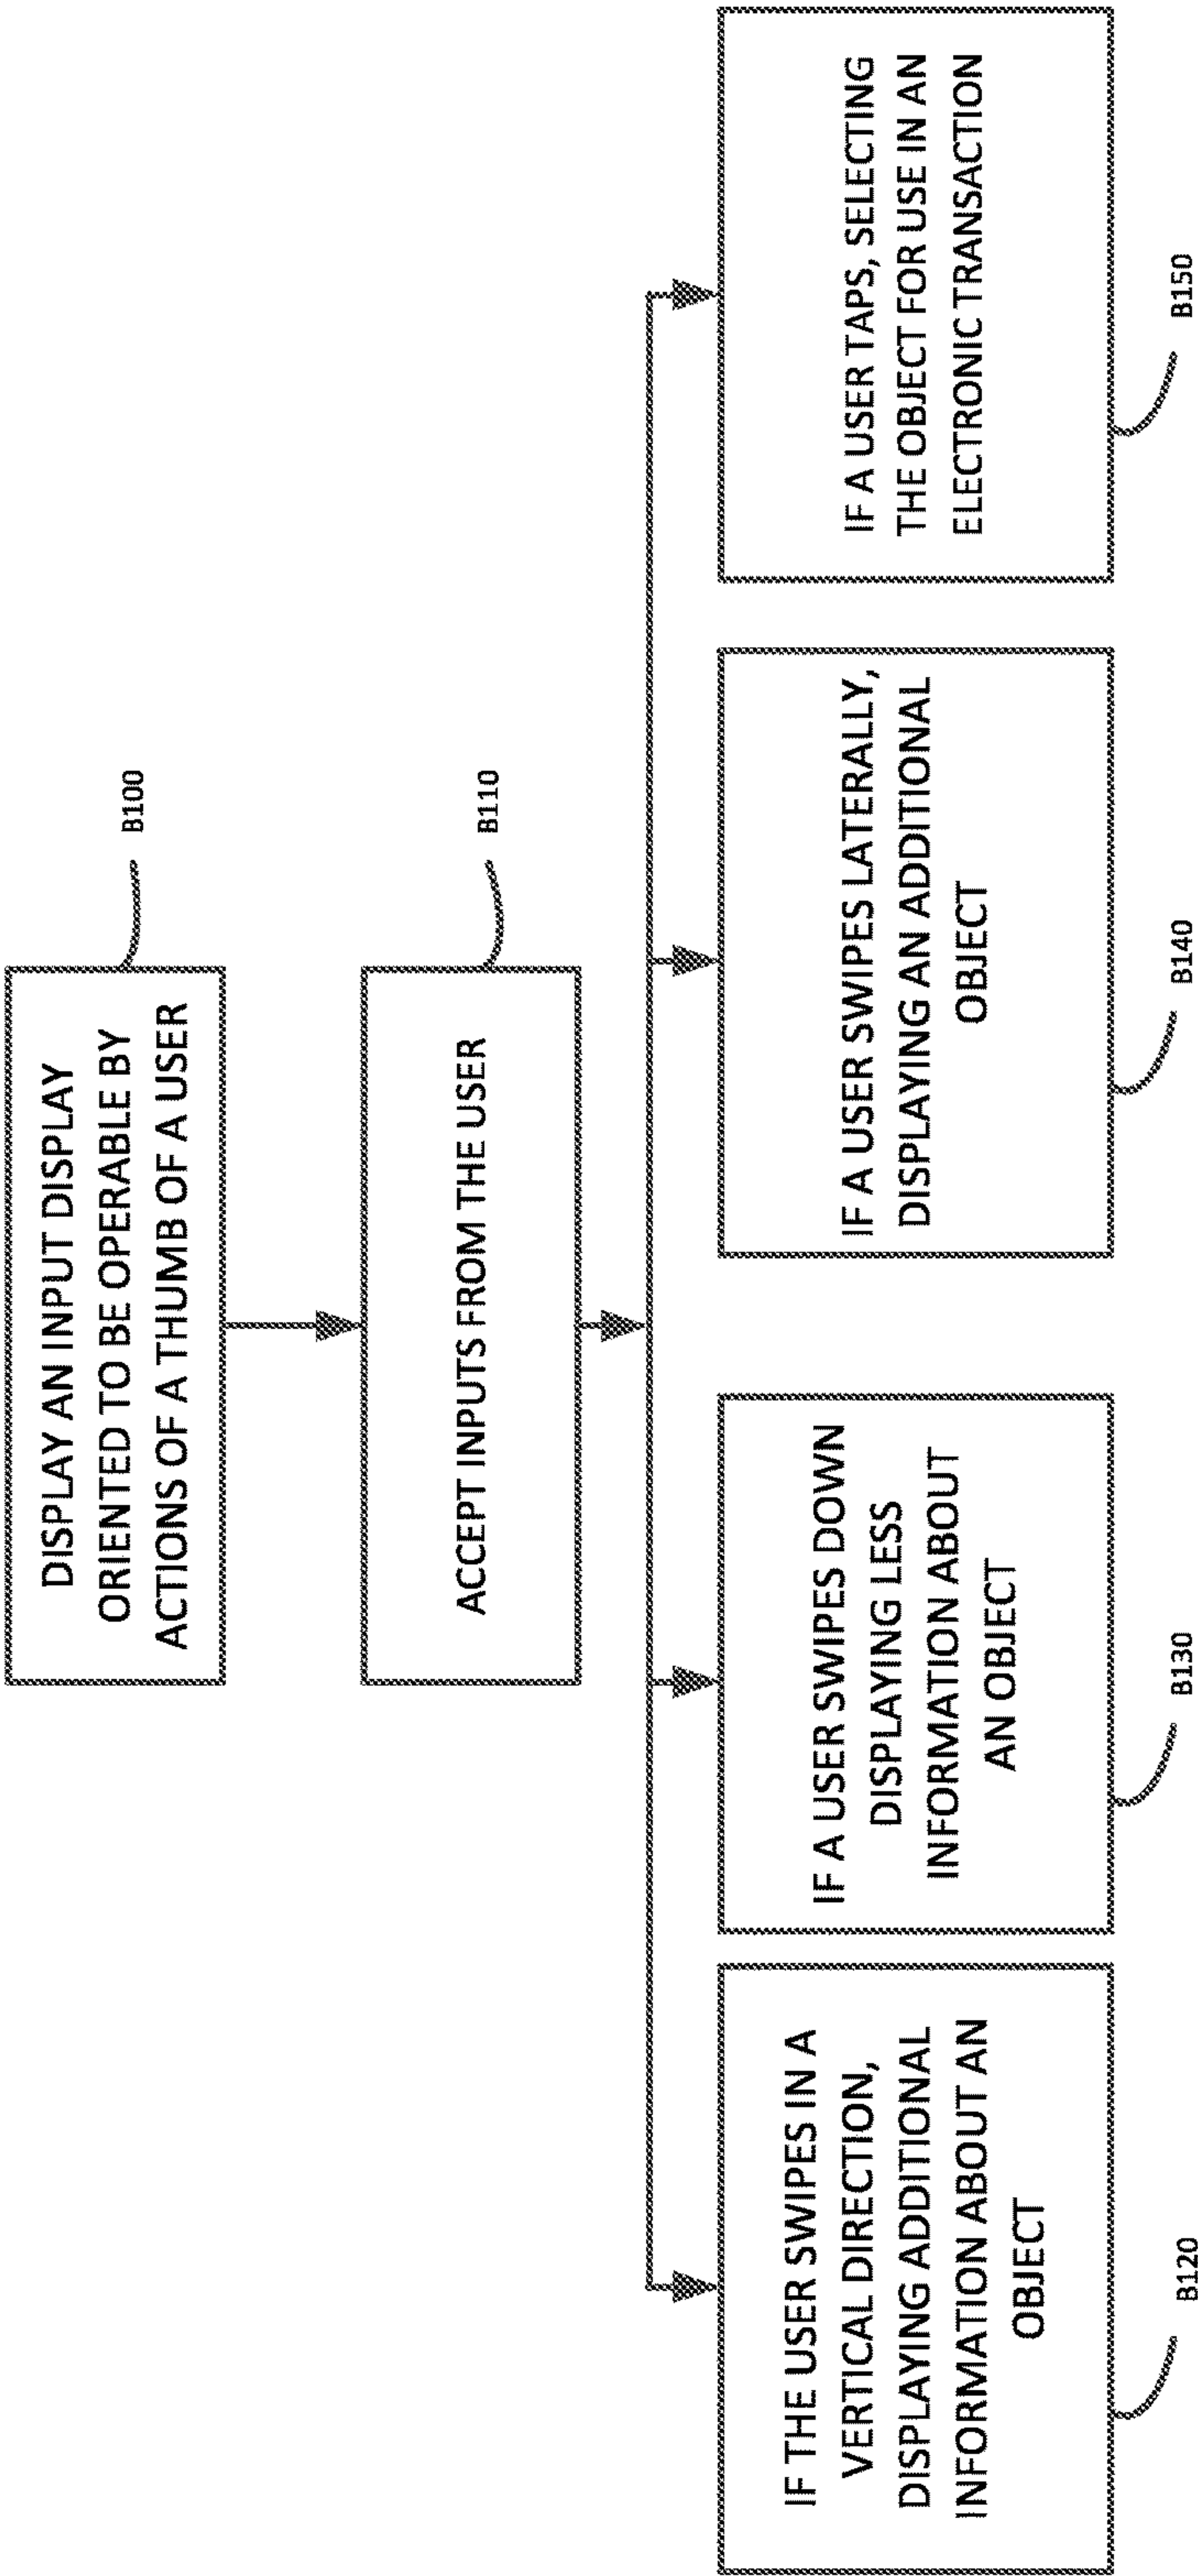 DISPLAY AN INPUT DISPLAY
ORIENTED TO BE OPERABLE BY
ACTIONS OF A THUMB OF A USER
B100
ACCEPT INPUTS FROM THE USER
B110
IF THE USER SWIPES IN A
VERTICAL DIRECTION,
DISPLAYING ADDITIONAL
INFORMATION ABOUT AN
OBJECT
B120
IF A USER SWIPES DOWN
DISPLAYING LESS
INFORMATION ABOUT
AN OBJECT
B130
IF A USER SWIPES LATERALLY,
DISPLAYING AN ADDITIONAL
OBJECT
B140
IF A USER TAPS, SELECTING
THE OBJECT FOR USE IN AN
ELECTRONIC TRANSACTION
B150